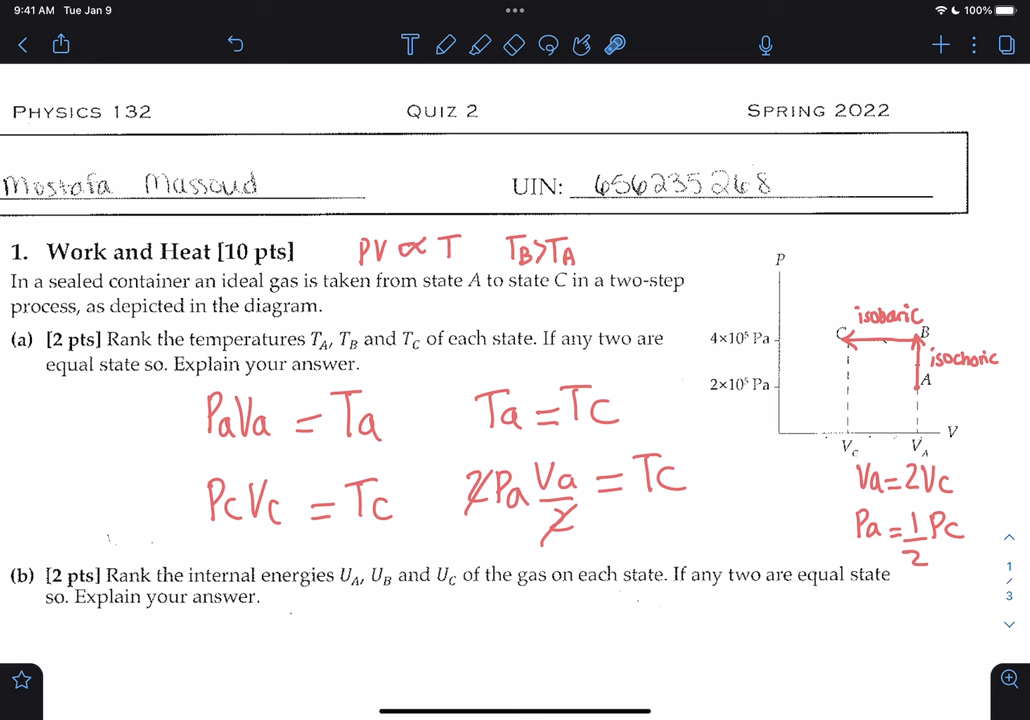 9:41 AM Tue Jan 9
100%
PHYSICS 132 QUIZ 2 SPRING 2022
Mostafa Massoud UIN: 656235268
1. Work and Heat [10 pts] PV ∝ T TB>TA
In a sealed container an ideal gas is taken from state A to state C in a two-step
process, as depicted in the diagram.
(a) [2 pts] Rank the temperatures TA, TB and TC of each state. If any two are
equal state so. Explain your answer.
P
isobaric
4×10⁵ Pa C B
isochoric
2×10⁵ Pa A
VC VA V
PaVa = Ta Ta = Tc
PcVc = Tc 2Pa Va/2 = Tc
Va=2Vc
Pa=1/2 Pc
(b) [2 pts] Rank the internal energies UA, UB and UC of the gas on each state. If any two are equal state
so. Explain your answer.
1
/
3